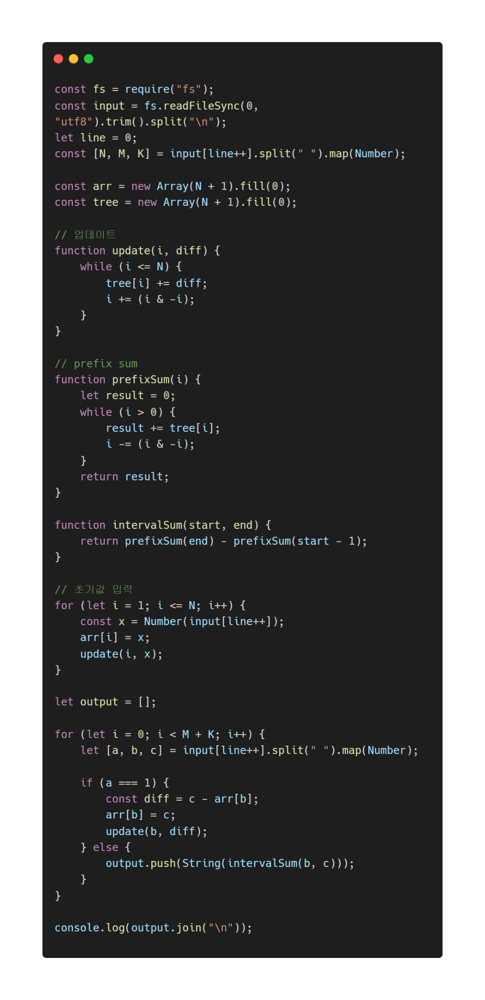 const fs = require("fs");
const input = fs.readFileSync(0,
"utf8").trim().split("\n");
let line = 0;
const [N, M, K] = input[line++].split(" ").map(Number);

const arr = new Array(N + 1).fill(0);
const tree = new Array(N + 1).fill(0);

// 업데이트
function update(i, diff) {
    while (i <= N) {
        tree[i] += diff;
        i += (i & -i);
    }
}

// prefix sum
function prefixSum(i) {
    let result = 0;
    while (i > 0) {
        result += tree[i];
        i -= (i & -i);
    }
    return result;
}

function intervalSum(start, end) {
    return prefixSum(end) - prefixSum(start - 1);
}

// 초기값 입력
for (let i = 1; i <= N; i++) {
    const x = Number(input[line++]);
    arr[i] = x;
    update(i, x);
}

let output = [];

for (let i = 0; i < M + K; i++) {
    let [a, b, c] = input[line++].split(" ").map(Number);

    if (a === 1) {
        const diff = c - arr[b];
        arr[b] = c;
        update(b, diff);
    } else {
        output.push(String(intervalSum(b, c)));
    }
}

console.log(output.join("\n"));